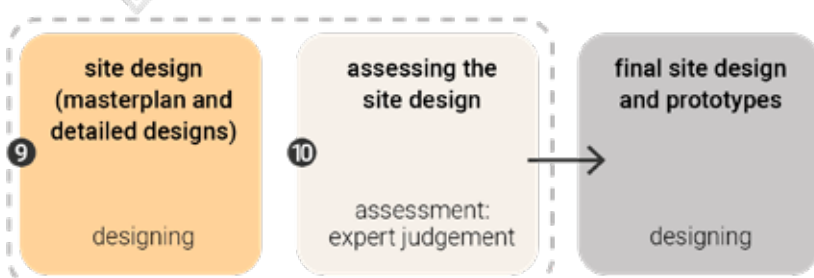 site design
(masterplan and
detailed designs)
9
designing
assessing the
site design
10
assessment:
expert judgement
final site design
and prototypes
designing